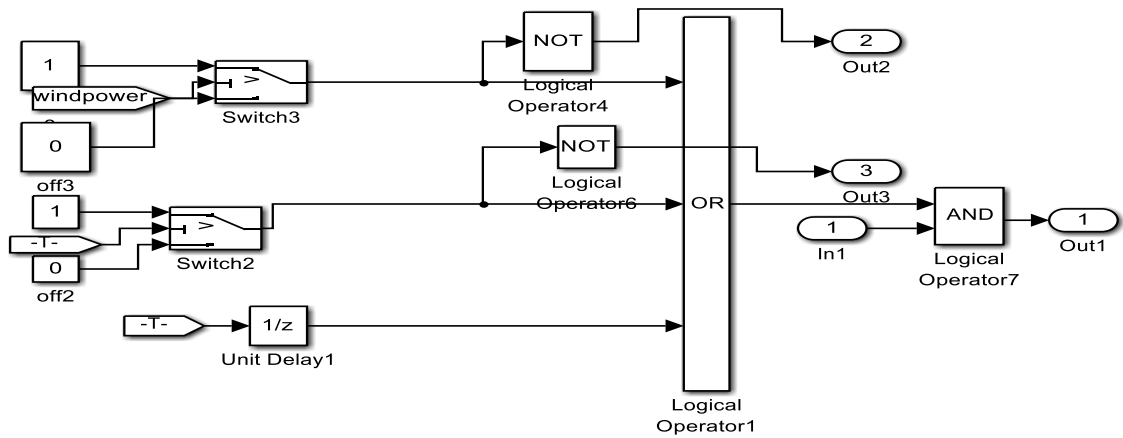 1
windpower
0
off3
>
Switch3
NOT
Logical
Operator4
2
Out2
NOT
Logical
Operator6
3
Out3
1
-T-
0
off2
>
Switch2
OR
Logical
Operator1
1
In1
AND
Logical
Operator7
1
Out1
-T-
1/z
Unit Delay1